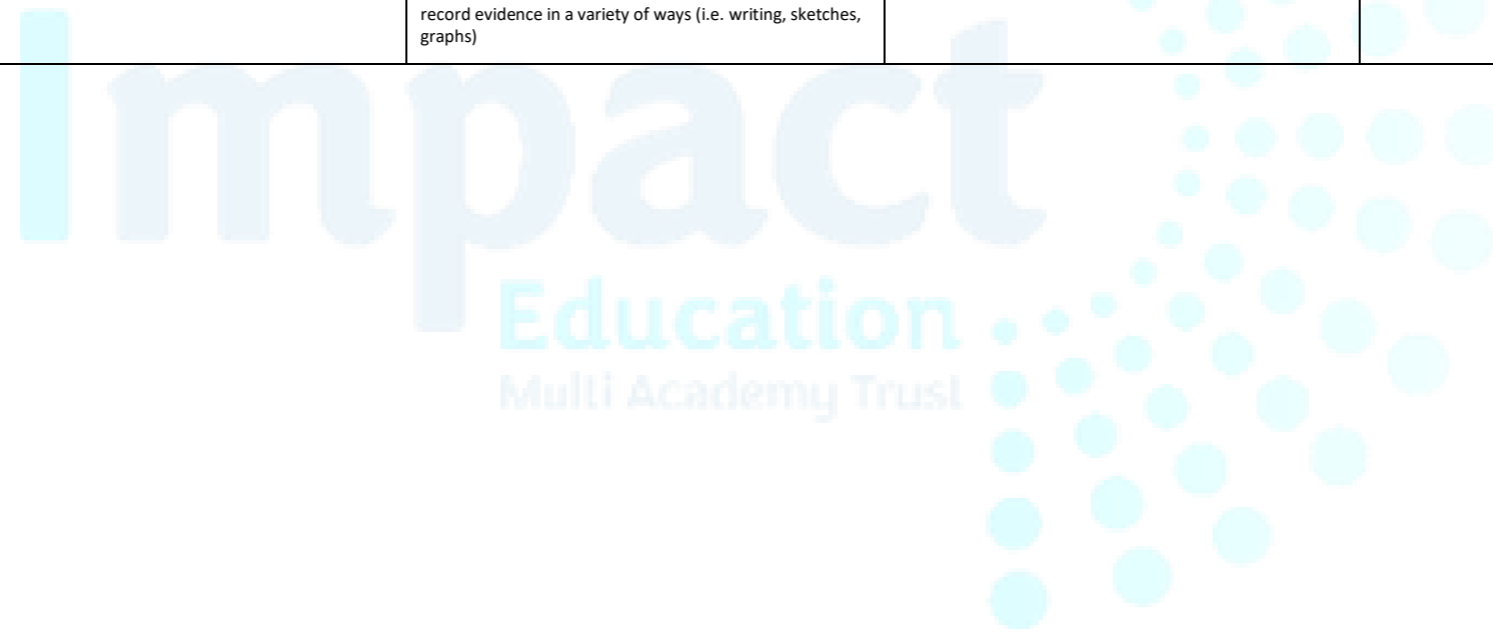 record evidence in a variety of ways (i.e. writing, sketches,
graphs)
Impact
Education
Multi Academy Trust